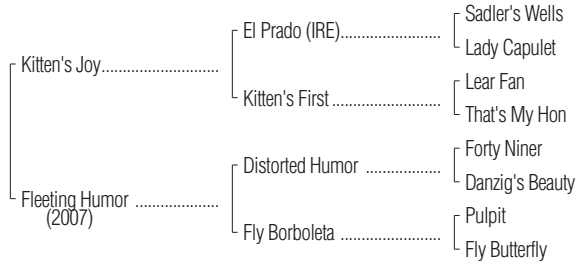 Sadler's Wells
El Prado (IRE)........................
Lady Capulet
Kitten's Joy............................
Lear Fan
Kitten's First ..........................
That's My Hon
Forty Niner
Distorted Humor ..................
Danzig's Beauty
Fleeting Humor ....................
(2007)
Pulpit
Fly Borboleta ........................
Fly Butterfly